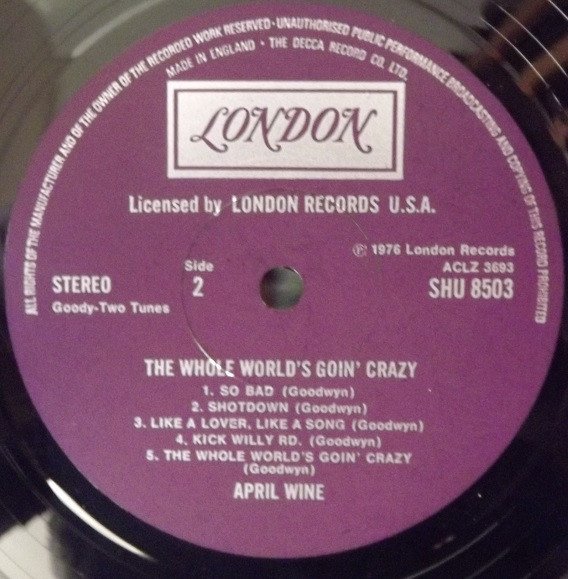 ALL RIGHTS OF THE MANUFACTURER AND OF THE OWNER OF THE RECORDED WORK RESERVED · UNAUTHORISED PUBLIC PERFORMANCE BROADCASTING AND COPYING OF THIS RECORD PROHIBITED
MADE IN ENGLAND · THE DECCA RECORD CO. LTD.
LONDON
Licensed by LONDON RECORDS U.S.A.
℗ 1976 London Records
ACLZ 3693
STEREO Side 2 SHU 8503
Goody-Two Tunes
THE WHOLE WORLD'S GOIN' CRAZY
1. SO BAD (Goodwyn)
2. SHOTDOWN (Goodwyn)
3. LIKE A LOVER, LIKE A SONG (Goodwyn)
4. KICK WILLY RD. (Goodwyn)
5. THE WHOLE WORLD'S GOIN' CRAZY
(Goodwyn)
APRIL WINE